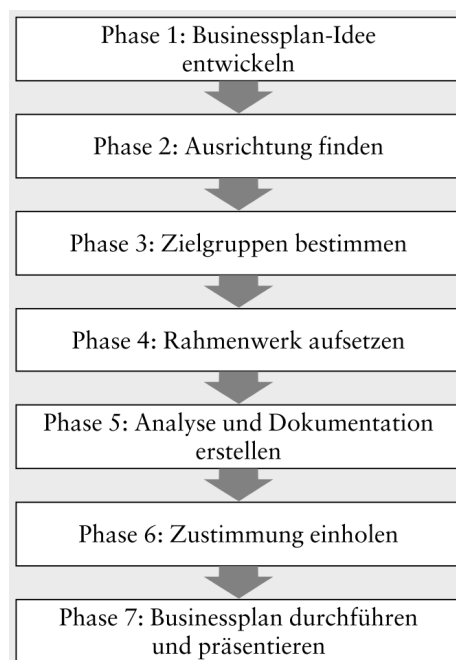 Phase 1: Businessplan-Idee
entwickeln
Phase 2: Ausrichtung finden
Phase 3: Zielgruppen bestimmen
Phase 4: Rahmenwerk aufsetzen
Phase 5: Analyse und Dokumentation
erstellen
Phase 6: Zustimmung einholen
Phase 7: Businessplan durchführen
und präsentieren